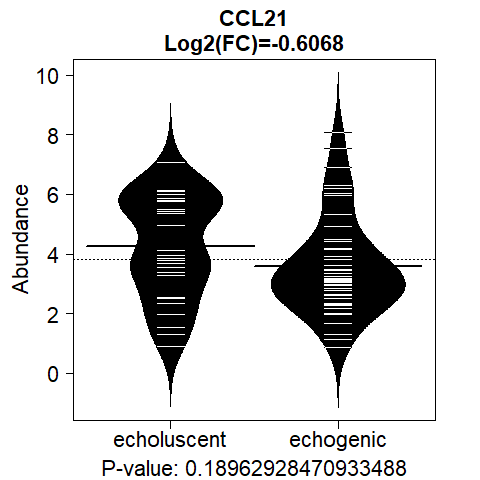 CCL21
Log2(FC)=-0.6068
10
8
6
4
2
0
Abundance
echoluscent echogenic
P-value: 0.18962928470933488